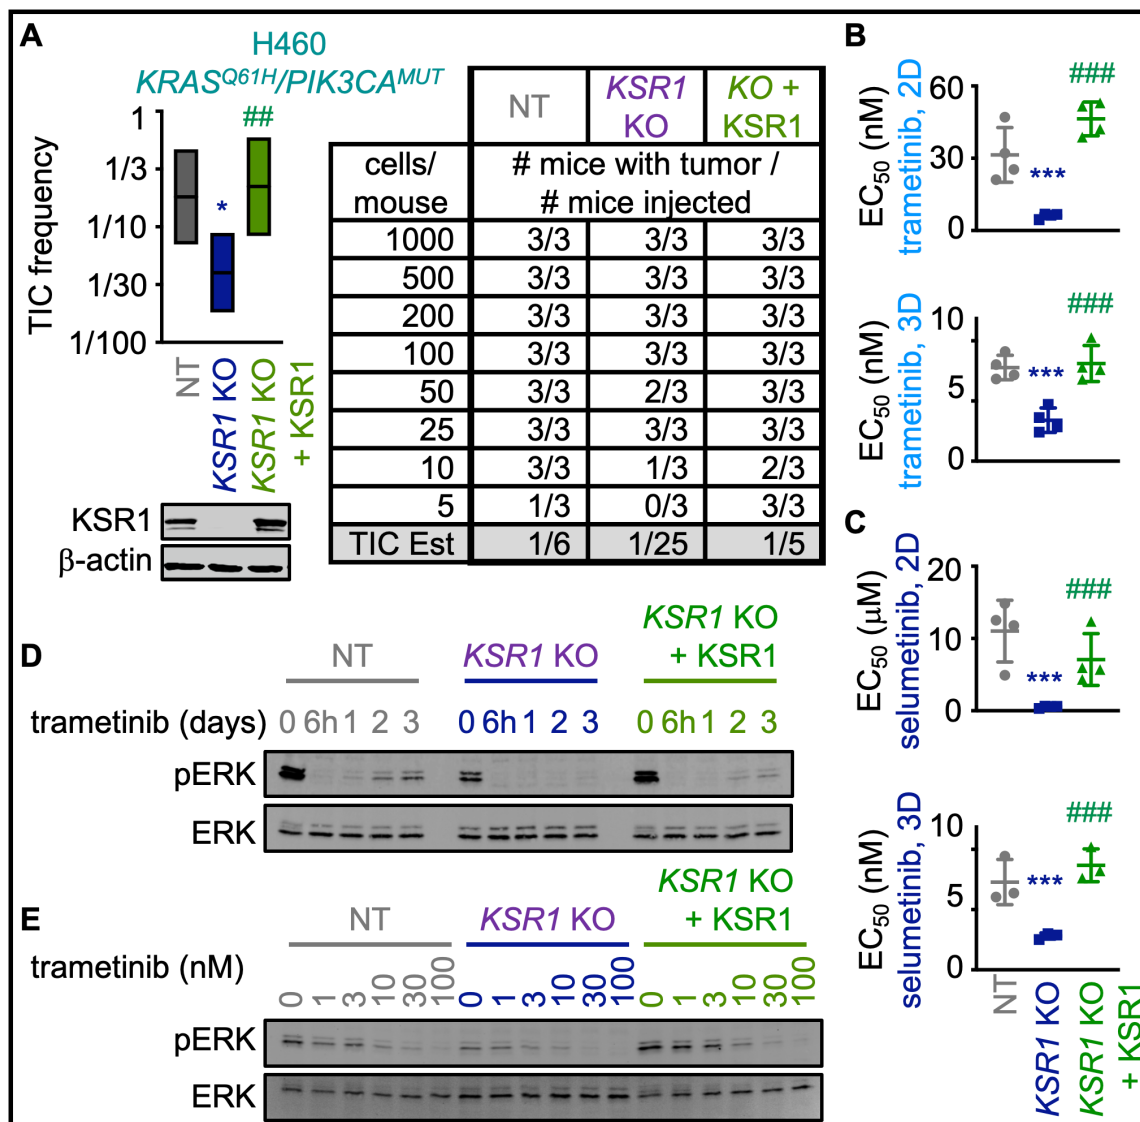 A
H460
KRAS^Q61H/PIK3CA^MUT
TIC frequency
1
1/3
1/10
1/30
1/100
*
##
NT
KSR1 KO
KSR1 KO
+ KSR1
KSR1
β-actin
NT
KSR1
KO
KO +
KSR1
cells/
mouse
# mice with tumor /
# mice injected
1000 3/3 3/3 3/3
500 3/3 3/3 3/3
200 3/3 3/3 3/3
100 3/3 3/3 3/3
50 3/3 2/3 3/3
25 3/3 3/3 3/3
10 3/3 1/3 2/3
5 1/3 0/3 3/3
TIC Est 1/6 1/25 1/5
B
EC50 (nM)
trametinib, 2D
60
30
0
***
###
EC50 (nM)
trametinib, 3D
10
5
0
***
###
C
EC50 (μM)
selumetinib, 2D
20
10
0
***
###
EC50 (nM)
selumetinib, 3D
10
5
0
***
###
NT
KSR1 KO
KSR1 KO
+ KSR1
D
NT
KSR1 KO
KSR1 KO
+ KSR1
trametinib (days) 0 6h 1 2 3 0 6h 1 2 3 0 6h 1 2 3
pERK
ERK
E
NT
KSR1 KO
KSR1 KO
+ KSR1
trametinib (nM) 0 1 3 10 30 100 0 1 3 10 30 100 0 1 3 10 30 100
pERK
ERK